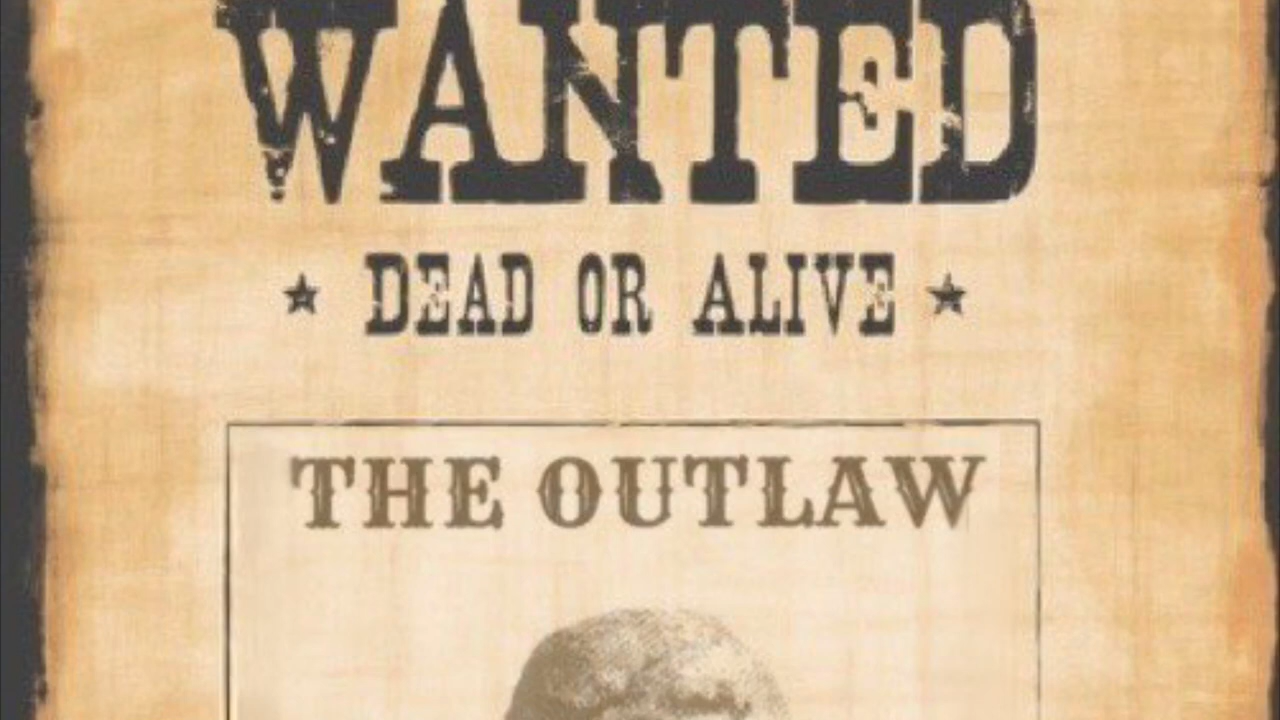 WANTED
★ DEAD OR ALIVE ★
THE OUTLAW